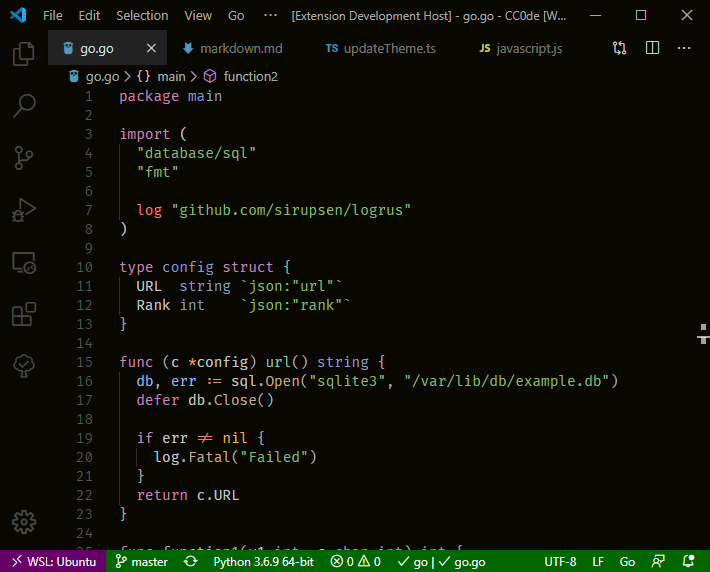 File Edit Selection View Go ··· [Extension Development Host] - go.go - CC0de [W...
go.go markdown.md TS updateTheme.ts JS javascript.js ···
go.go > {} main > function2
1 package main
2
3 import (
4 "database/sql"
5 "fmt"
6
7 log "github.com/sirupsen/logrus"
8 )
9
10 type config struct {
11 URL string `json:"url"`
12 Rank int `json:"rank"`
13 }
14
15 func (c *config) url() string {
16 db, err := sql.Open("sqlite3", "/var/lib/db/example.db")
17 defer db.Close()
18
19 if err ≠ nil {
20 log.Fatal("Failed")
21 }
22 return c.URL
23 }
24
WSL: Ubuntu master Python 3.6.9 64-bit 0 0 ✓ go | ✓ go.go UTF-8 LF Go